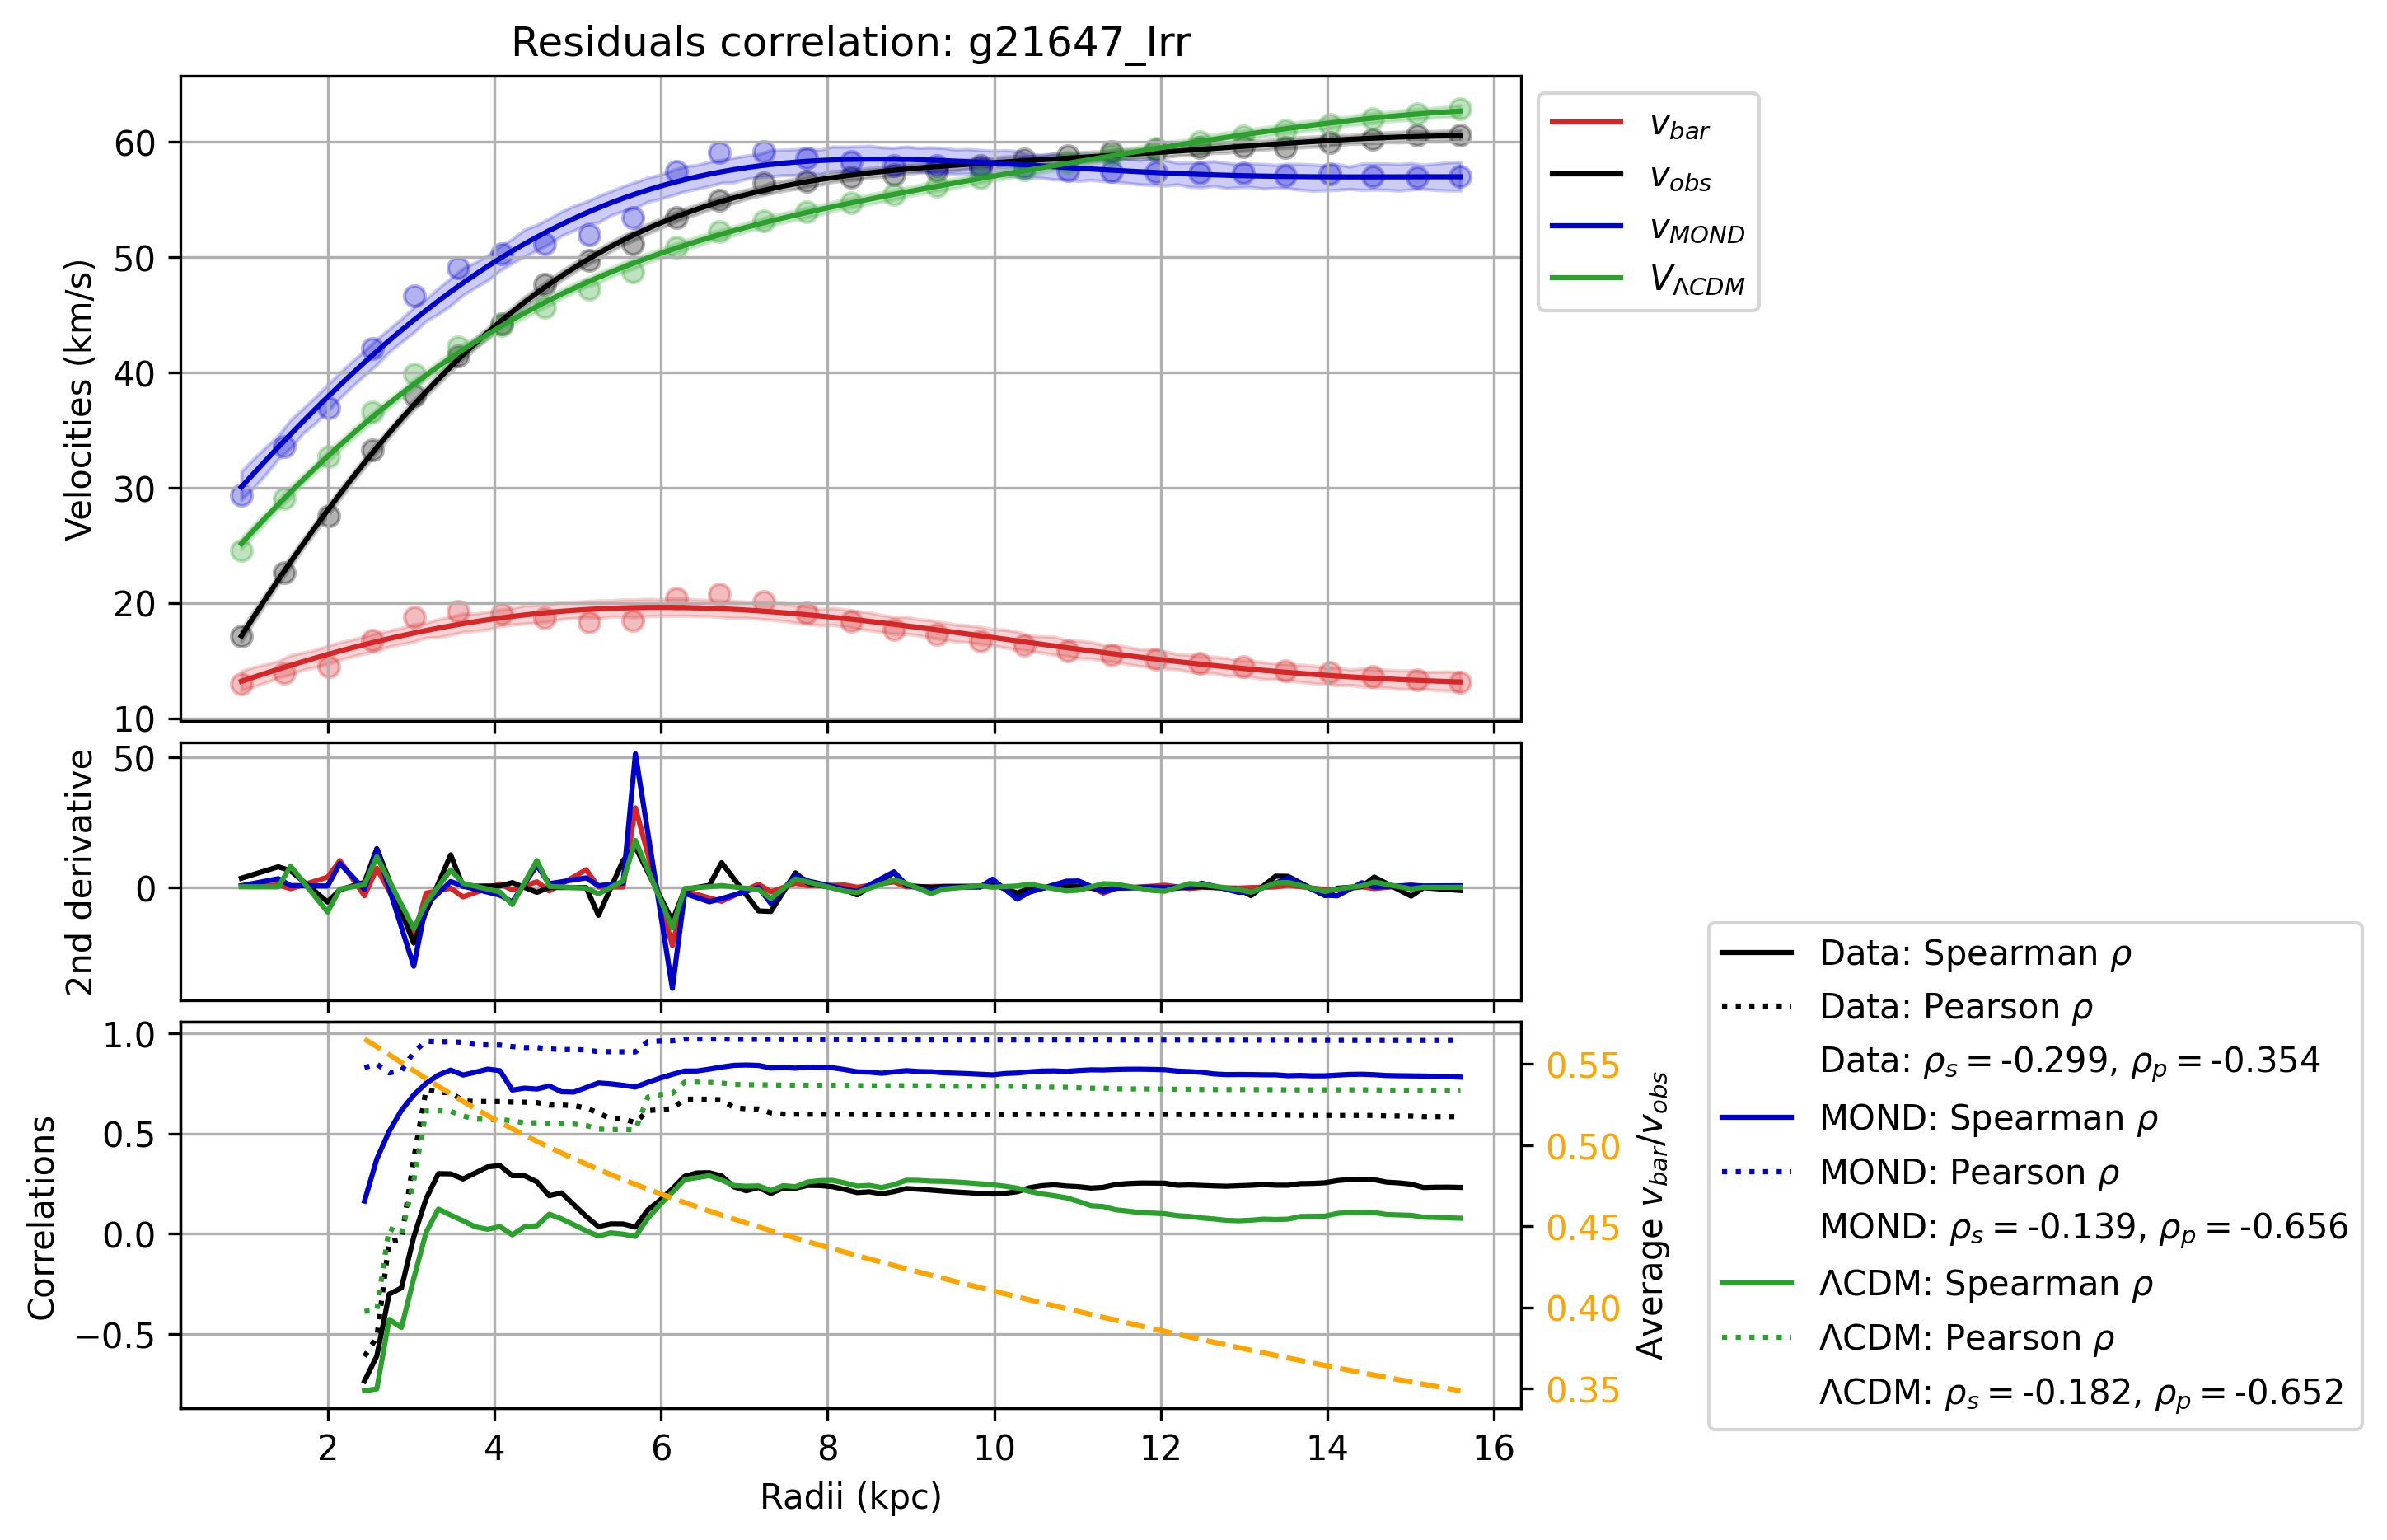 Residuals correlation: g21647_Irr
Velocities (km/s)
60
50
40
30
20
10
v_bar
v_obs
v_MOND
V_ΛCDM
2nd derivative
50
0
Correlations
1.0
0.5
0.0
−0.5
0.55
0.50
0.45
0.40
0.35
Average v_bar/v_obs
2 4 6 8 10 12 14 16
Radii (kpc)
Data: Spearman ρ
Data: Pearson ρ
Data: ρ_s = -0.299, ρ_p = -0.354
MOND: Spearman ρ
MOND: Pearson ρ
MOND: ρ_s = -0.139, ρ_p = -0.656
ΛCDM: Spearman ρ
ΛCDM: Pearson ρ
ΛCDM: ρ_s = -0.182, ρ_p = -0.652